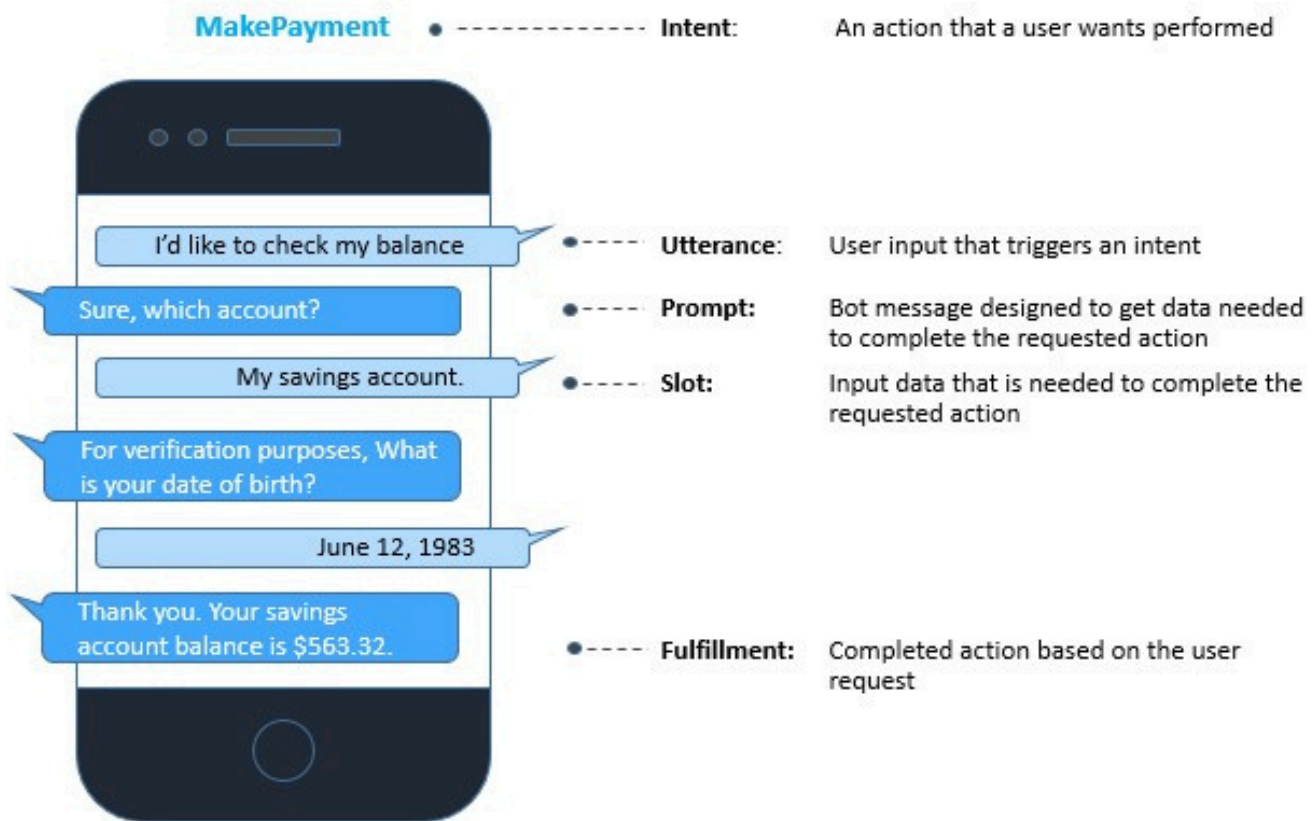 MakePayment
Intent: An action that a user wants performed
I'd like to check my balance
Utterance: User input that triggers an intent
Sure, which account?
Prompt: Bot message designed to get data needed
to complete the requested action
My savings account.
Slot: Input data that is needed to complete the
requested action
For verification purposes, What
is your date of birth?
June 12, 1983
Thank you. Your savings
account balance is $563.32.
Fulfillment: Completed action based on the user
request